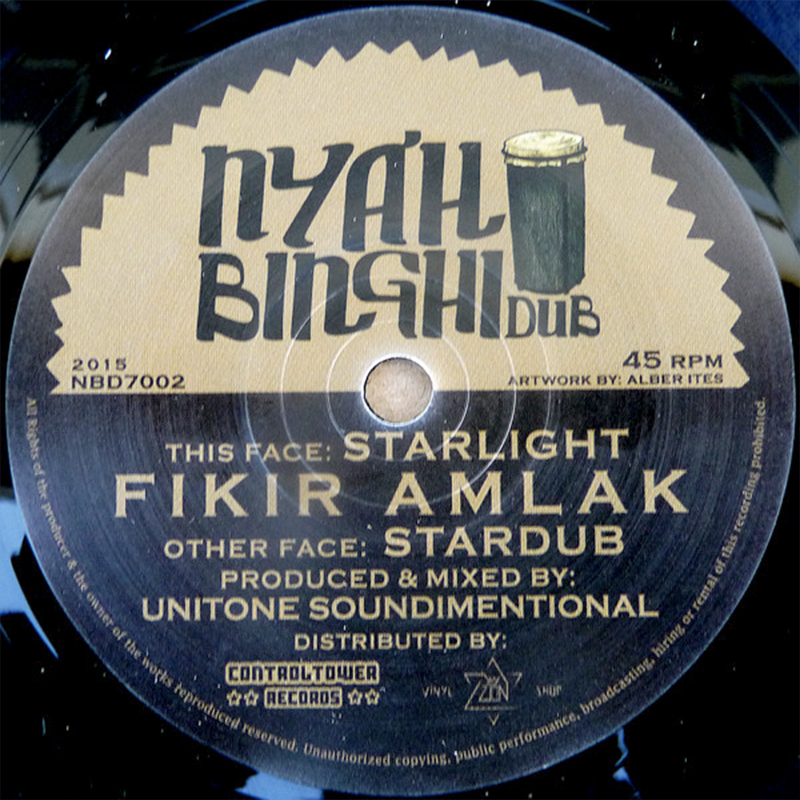 NYAH
BINGHI DUB
2015
NBD7002
45 RPM
ARTWORK BY: ALBER ITES
THIS FACE: STARLIGHT
FIKIR AMLAK
OTHER FACE: STARDUB
PRODUCED & MIXED BY:
UNITONE SOUNDIMENTIONAL
DISTRIBUTED BY:
CONTROLTOWER
RECORDS
VINYL ZION SHOP
All Rights of the producer & the owner of the works reproduced reserved. Unauthorized copying, public performance, broadcasting, hiring or rental of this recording prohibited.